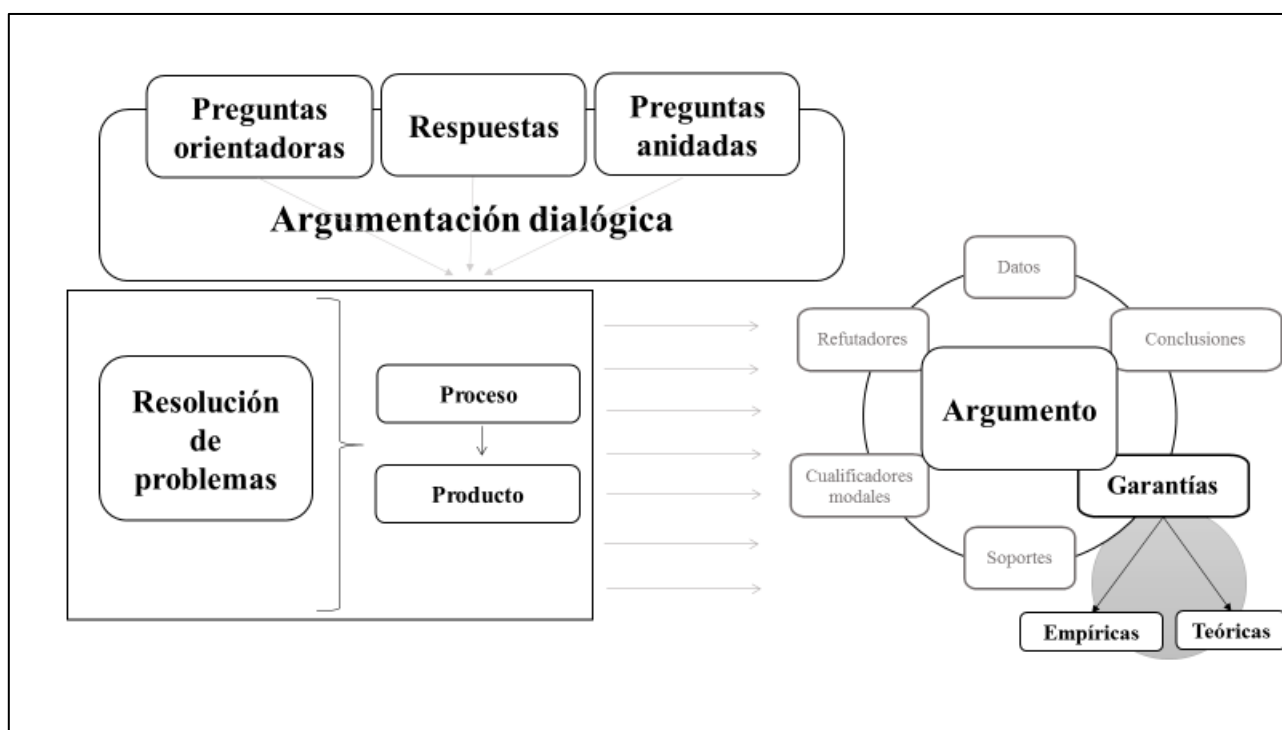 Preguntas
orientadoras
Respuestas
Preguntas
anidadas
Argumentación dialógica
Resolución
de
problemas
Proceso
Producto
Datos
Refutadores
Conclusiones
Argumento
Cualificadores
modales
Garantías
Soportes
Empíricas
Teóricas